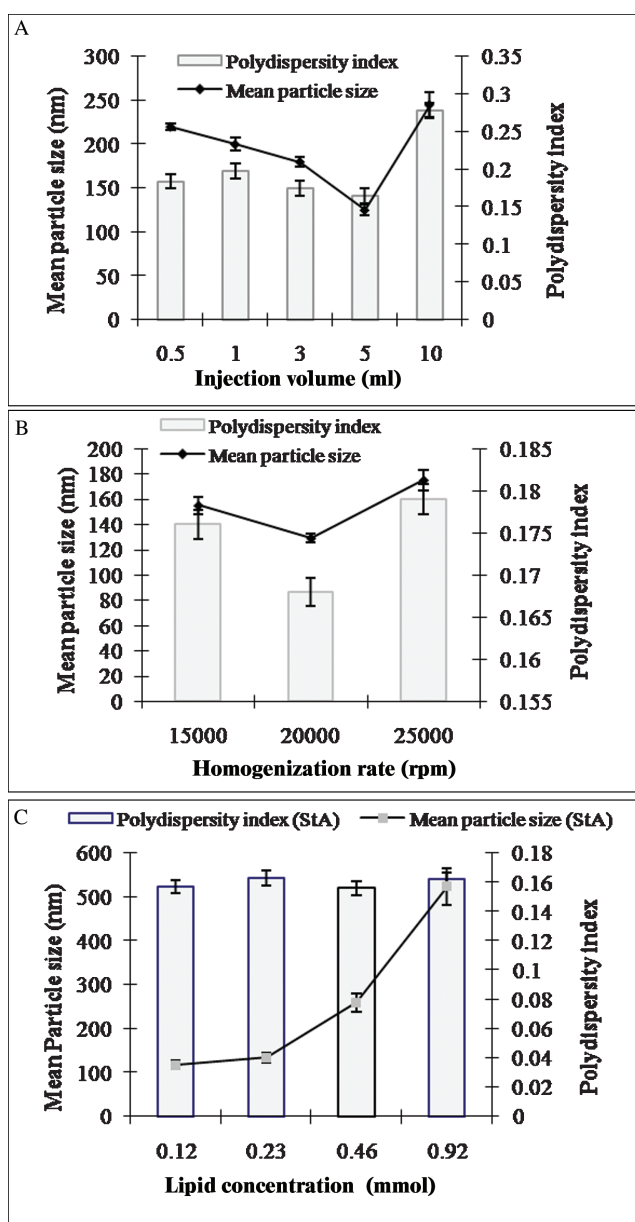 A
Polydispersity index
Mean particle size
Mean particle size (nm)
300
250
200
150
100
50
0
Polydispersity index
0.35
0.3
0.25
0.2
0.15
0.1
0.05
0
0.5 1 3 5 10
Injection volume (ml)
B
Polydispersity index
Mean particle size
Mean particle size (nm)
200
180
160
140
120
100
80
60
40
20
0
Polydispersity index
0.185
0.18
0.175
0.17
0.165
0.16
0.155
15000 20000 25000
Homogenization rate (rpm)
C
Polydispersity index (StA) Mean particle size (StA)
Mean Particle size (nm)
600
500
400
300
200
100
0
Polydispersity index
0.18
0.16
0.14
0.12
0.1
0.08
0.06
0.04
0.02
0
0.12 0.23 0.46 0.92
Lipid concentration (mmol)